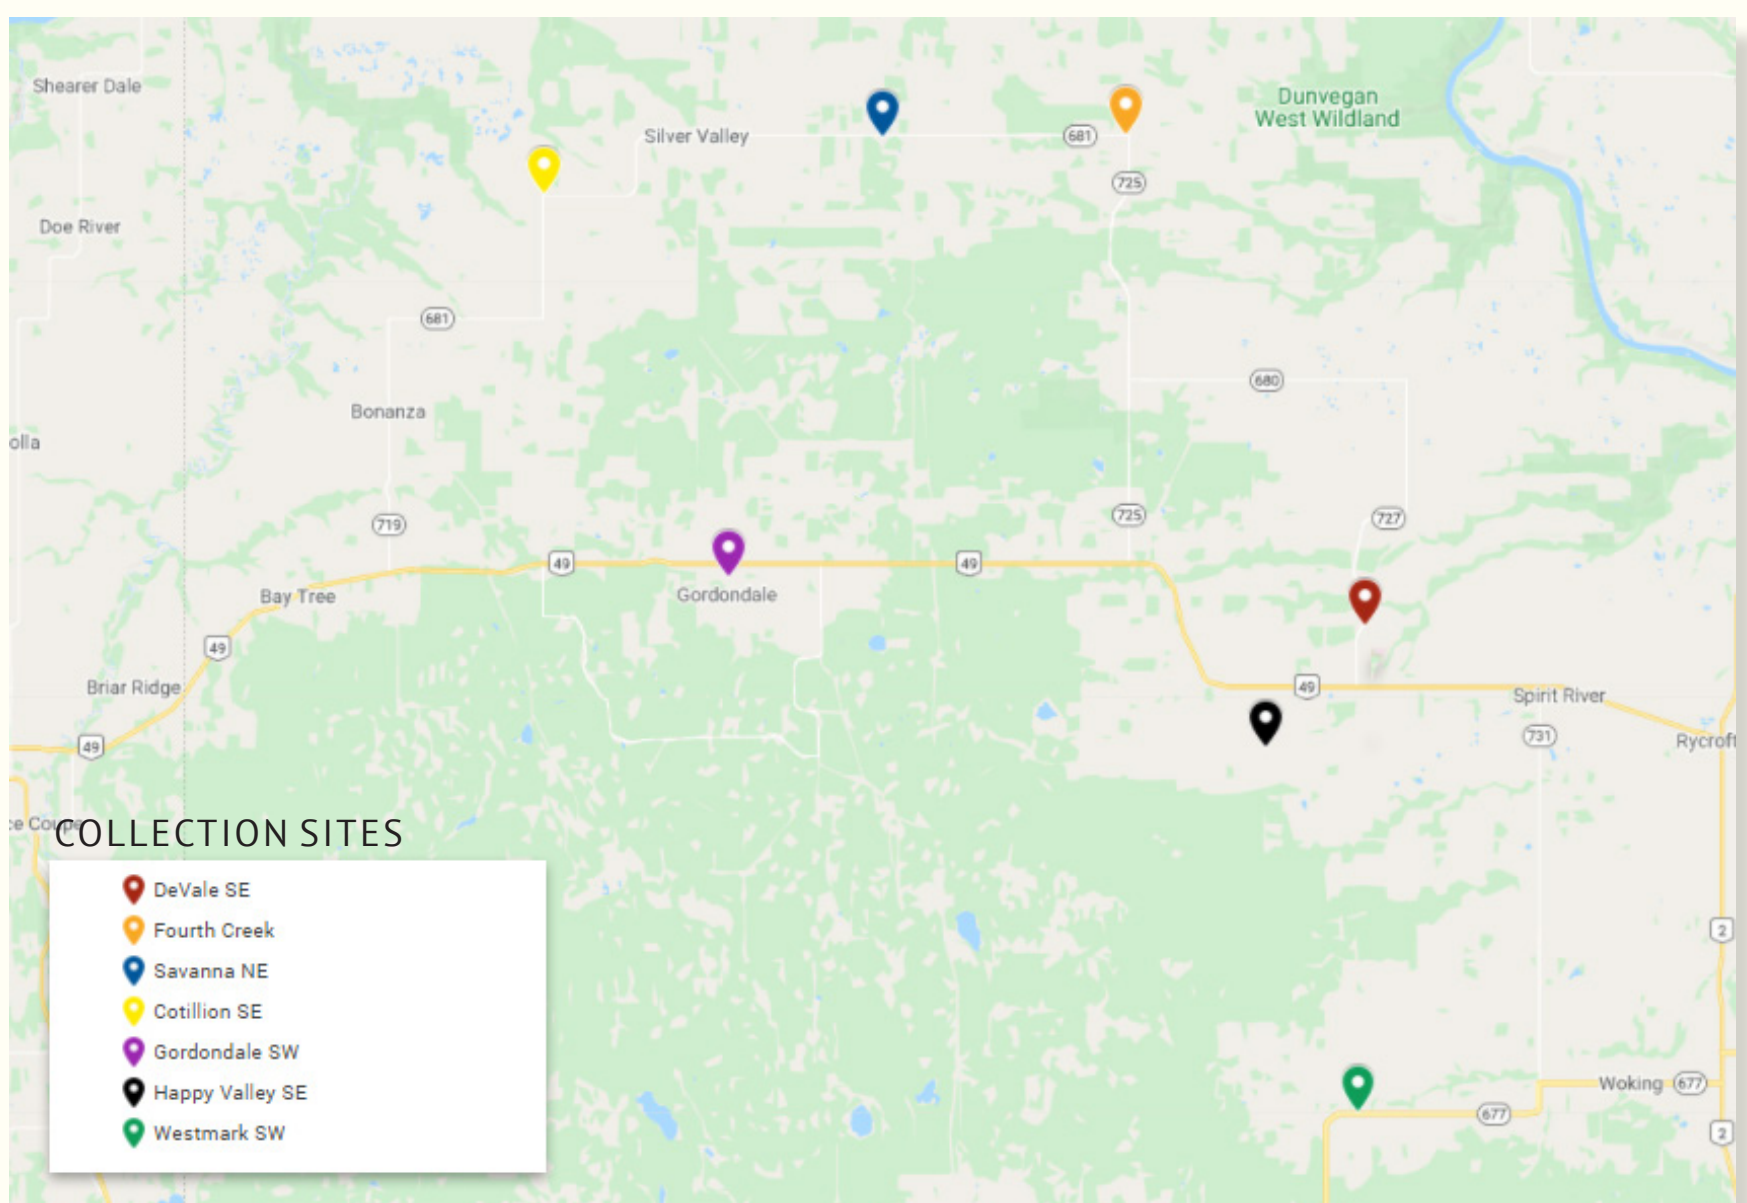 Shearer Dale
Dunvegan
West Wildland
Silver Valley
681
725
Doe River
681
680
Bonanza
olla
719
725
727
49
49
Bay Tree
Gordondale
49
Briar Ridge
49
Spirit River
49
731
Rycroft
ce Coupe
COLLECTION SITES
DeVale SE
Fourth Creek
Savanna NE
Cotillion SE
Gordondale SW
Happy Valley SE
Westmark SW
2
Woking
677
677
2